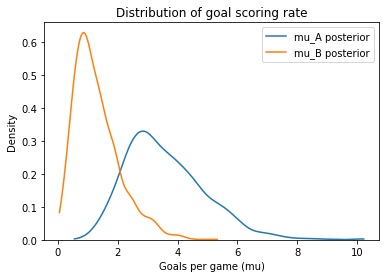 Distribution of goal scoring rate
mu_A posterior
mu_B posterior
0.6
0.5
0.4
0.3
0.2
0.1
0.0
Density
0 2 4 6 8 10
Goals per game (mu)